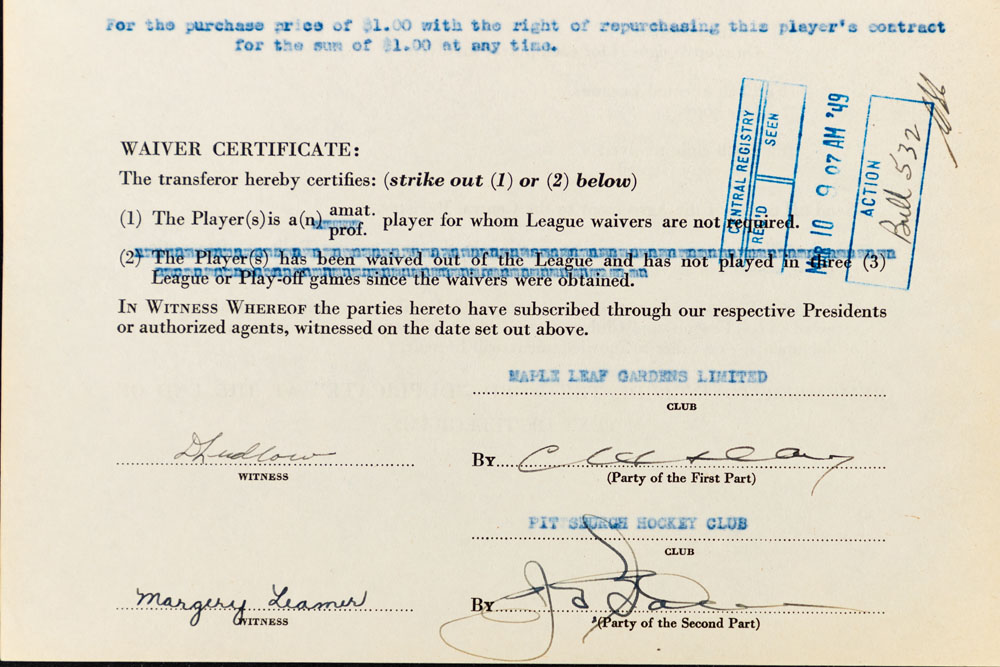 For the purchase price of $1.00 with the right of repurchasing this player's contract
for the sum of $1.00 at any time.
WAIVER CERTIFICATE:
The transferor hereby certifies: (strike out (1) or (2) below)
(1) The Player(s) is a(n) amat. prof. player for whom League waivers are not required.
(2) The Player(s) has been waived out of the League and has not played in three (3)
League or Play-off games since the waivers were obtained.
IN WITNESS WHEREOF the parties hereto have subscribed through our respective Presidents
or authorized agents, witnessed on the date set out above.
CENTRAL REGISTRY
REC'D
SEEN
MAR 10 9 07 AM '49
ACTION
Bull 532
MAPLE LEAF GARDENS LIMITED
CLUB
D Ludlow
WITNESS
By
(Party of the First Part)
PITTSBURGH HOCKEY CLUB
CLUB
Margery Leamer
WITNESS
By
(Party of the Second Part)